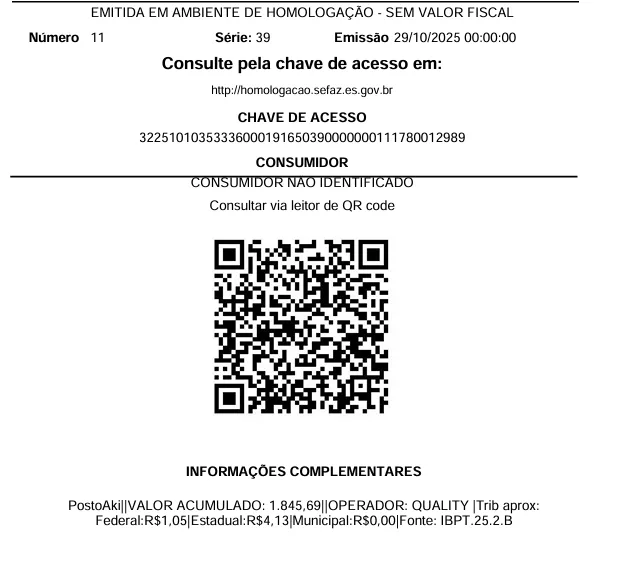 EMITIDA EM AMBIENTE DE HOMOLOGAÇÃO - SEM VALOR FISCAL
Número 11 Série: 39 Emissão 29/10/2025 00:00:00
Consulte pela chave de acesso em:
http://homologacao.sefaz.es.gov.br
CHAVE DE ACESSO
32251010353336000191650390000000111780012989
CONSUMIDOR
CONSUMIDOR NÃO IDENTIFICADO
Consultar via leitor de QR code
INFORMAÇÕES COMPLEMENTARES
PostoAki||VALOR ACUMULADO: 1.845,69||OPERADOR: QUALITY |Trib aprox:
Federal:R$1,05|Estadual:R$4,13|Municipal:R$0,00|Fonte: IBPT.25.2.B